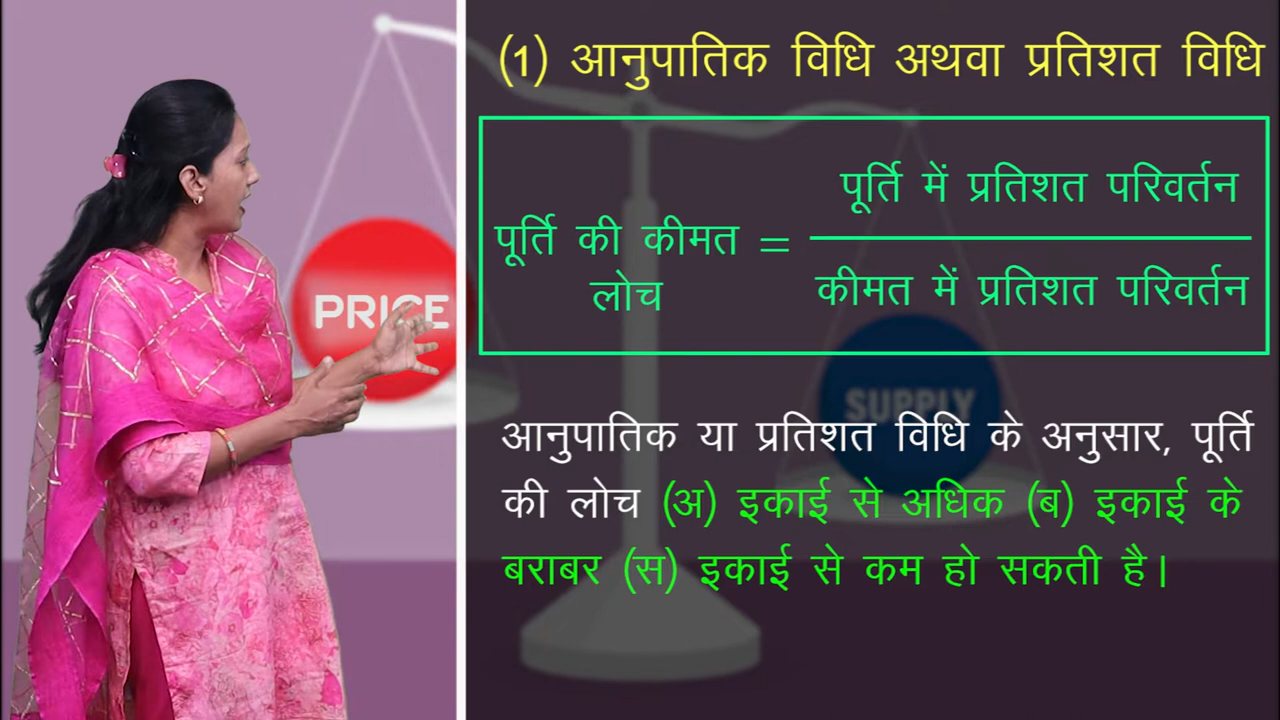 (1) आनुपातिक विधि अथवा प्रतिशत विधि
पूर्ति की कीमत लोच = पूर्ति में प्रतिशत परिवर्तन
कीमत में प्रतिशत परिवर्तन
PRICE
SUPPLY
आनुपातिक या प्रतिशत विधि के अनुसार, पूर्ति
की लोच (अ) इकाई से अधिक (ब) इकाई के
बराबर (स) इकाई से कम हो सकती है।